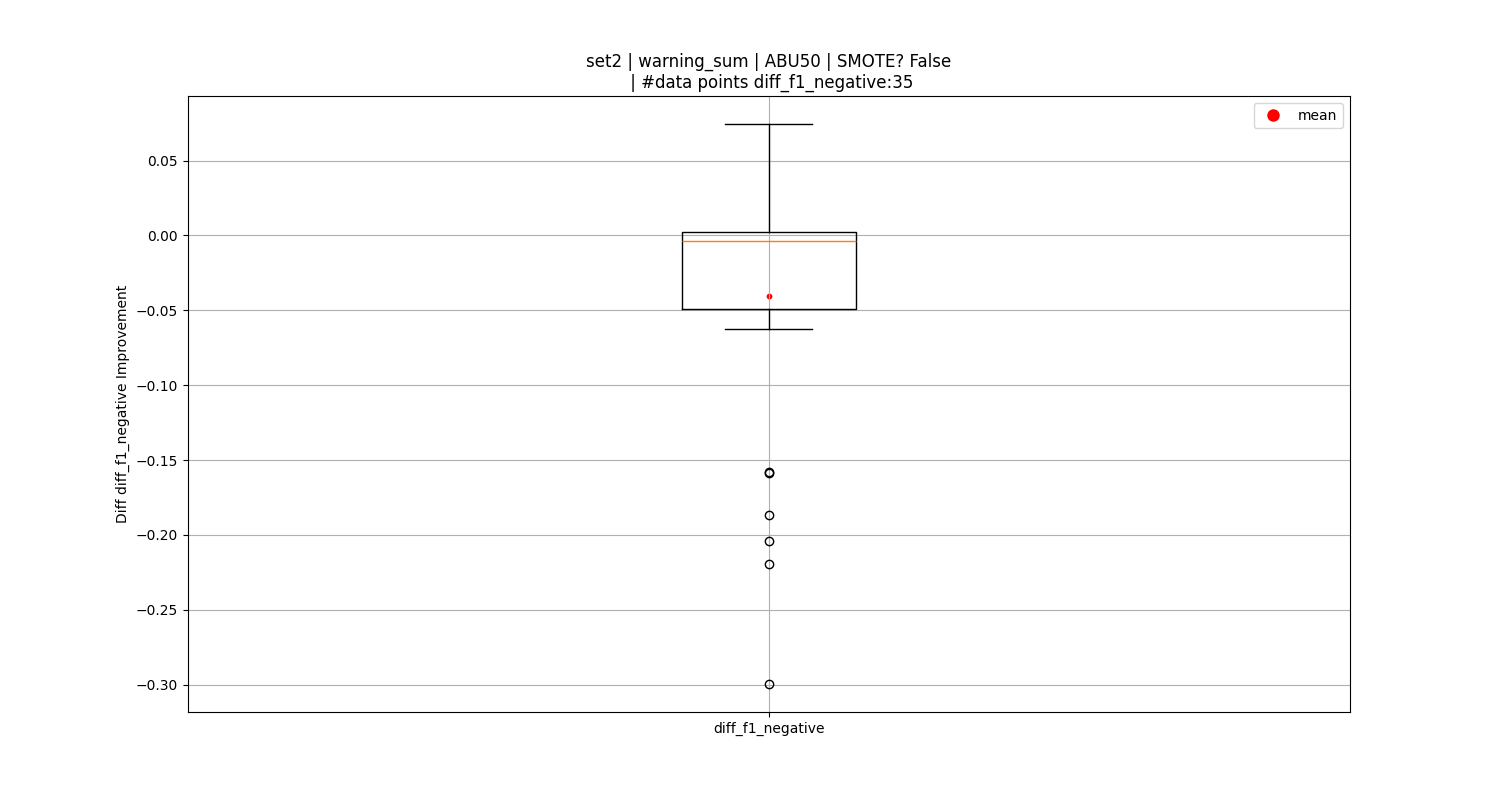 set2 | warning_sum | ABU50 | SMOTE? False
| #data points diff_f1_negative:35
mean
0.05
0.00
−0.05
−0.10
−0.15
−0.20
−0.25
−0.30
Diff diff_f1_negative Improvement
diff_f1_negative